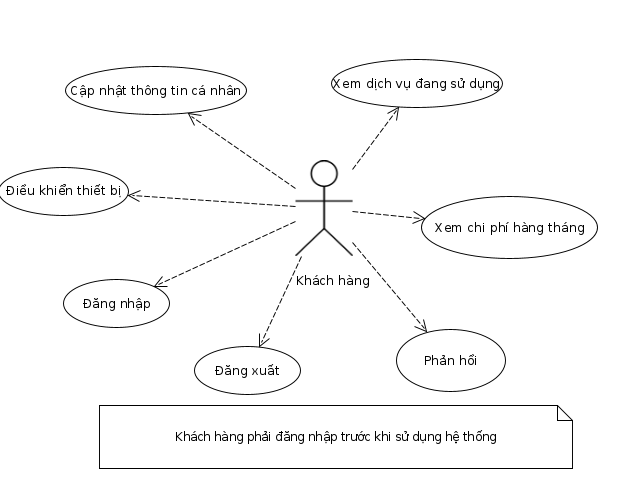 Xem dịch vụ đang sử dụng
Cập nhật thông tin cá nhân
Điều khiển thiết bị
Xem chi phí hàng tháng
Khách hàng
Đăng nhập
Phản hồi
Đăng xuất
Khách hàng phải đăng nhập trước khi sử dụng hệ thống